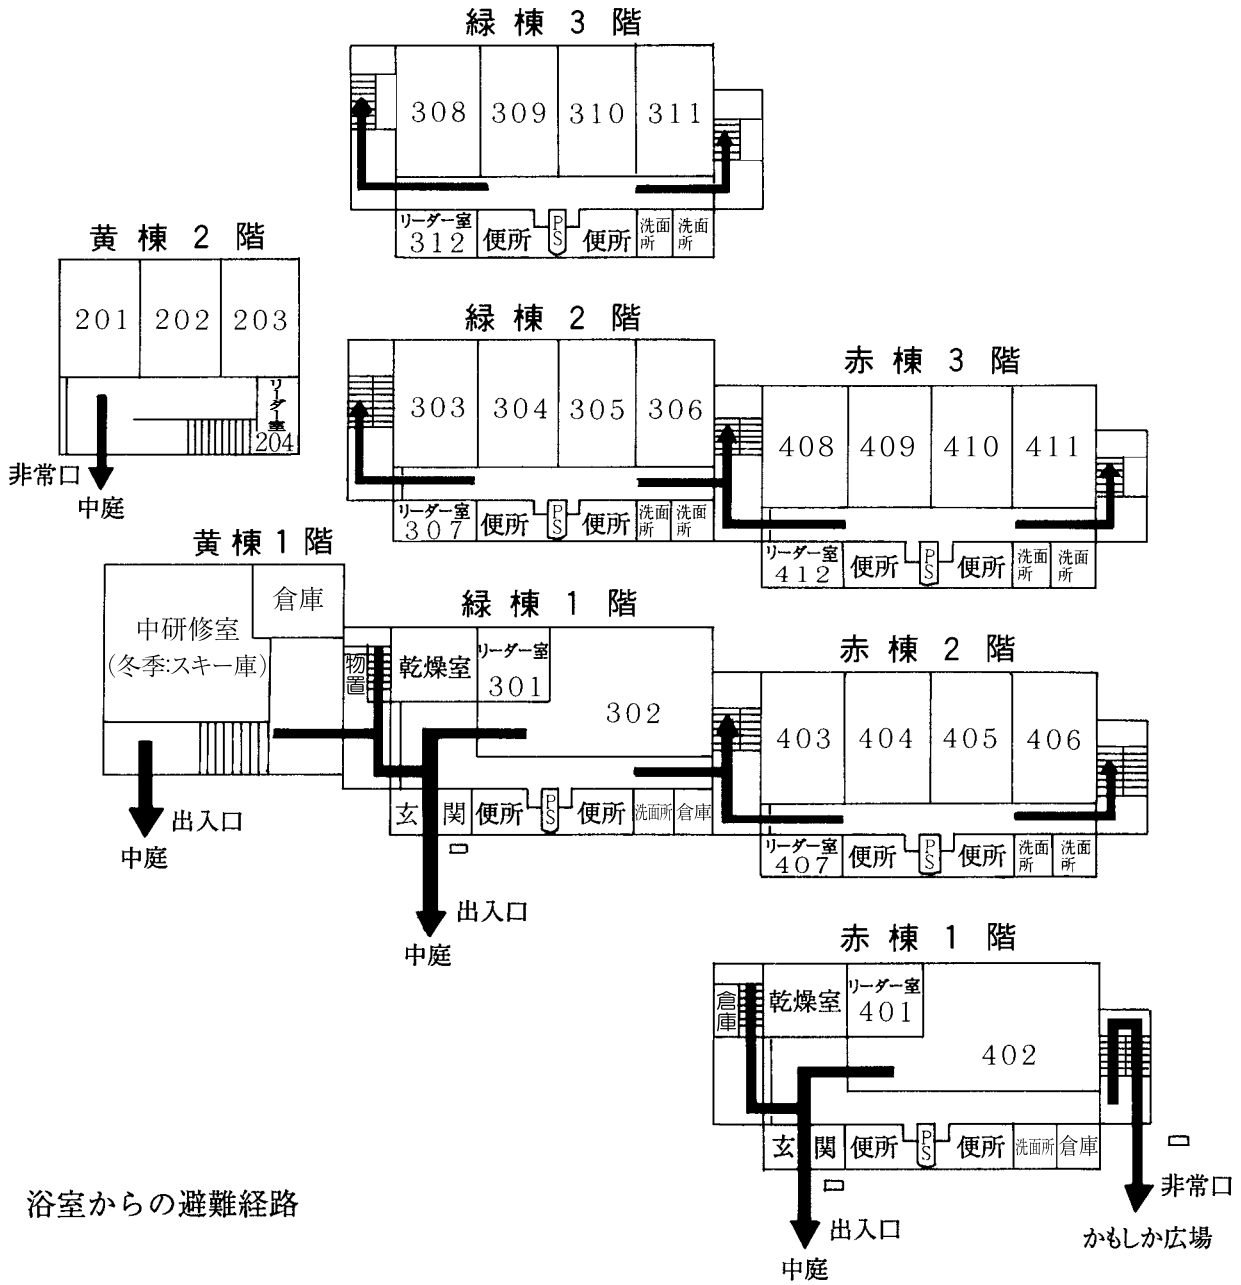 緑棟3階
308 309 310 311
リーダー室
312
便所
PS
便所
洗面所
洗面所
黄棟2階
201 202 203
リーダー室
204
非常口
中庭
緑棟2階
303 304 305 306
リーダー室
307
便所
PS
便所
洗面所
洗面所
赤棟3階
408 409 410 411
リーダー室
412
便所
PS
便所
洗面所
洗面所
黄棟1階
倉庫
中研修室
(冬季:スキー庫)
出入口
中庭
緑棟1階
物置
乾燥室
リーダー室
301
302
玄関
便所
PS
便所
洗面所
倉庫
出入口
中庭
赤棟2階
403 404 405 406
リーダー室
407
便所
PS
便所
洗面所
洗面所
赤棟1階
倉庫
乾燥室
リーダー室
401
402
玄関
便所
PS
便所
洗面所
倉庫
出入口
中庭
非常口
かもしか広場
浴室からの避難経路